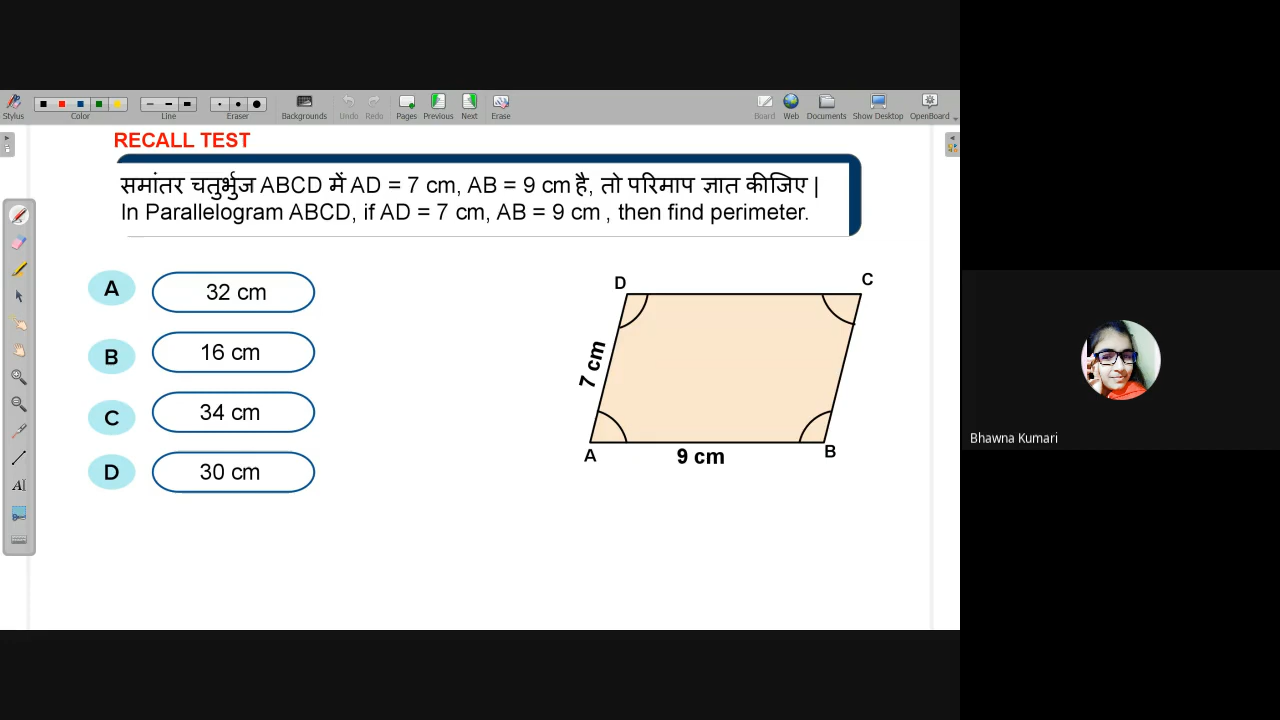 Stylus
Color
Line
Eraser
Backgrounds
Undo
Redo
Pages
Previous
Next
Erase
Board
Web
Documents
Show Desktop
OpenBoard
RECALL TEST
समांतर चतुर्भुज ABCD में AD = 7 cm, AB = 9 cm है, तो परिमाप ज्ञात कीजिए |
In Parallelogram ABCD, if AD = 7 cm, AB = 9 cm , then find perimeter.
A 32 cm
B 16 cm
C 34 cm
D 30 cm
D
C
7 cm
A
9 cm
B
Bhawna Kumari